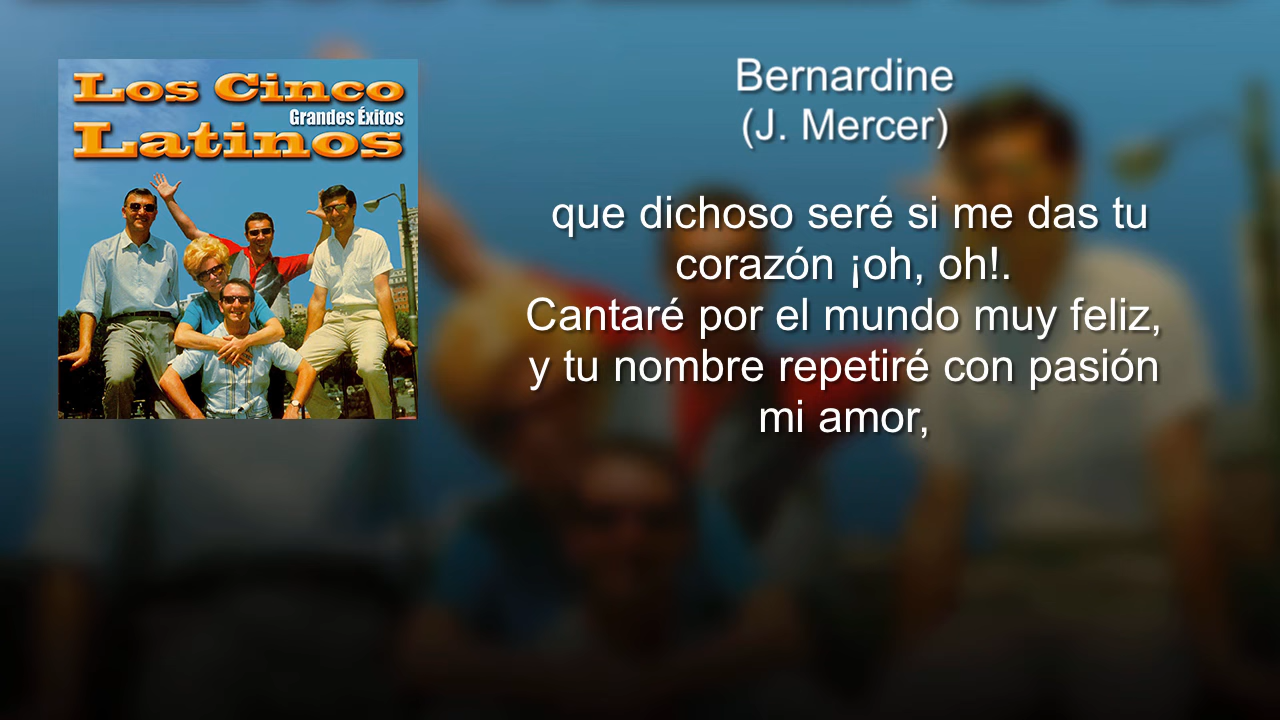 Los Cinco
Grandes Éxitos
Latinos
Bernardine
(J. Mercer)
que dichoso seré si me das tu
corazón ¡oh, oh!.
Cantaré por el mundo muy feliz,
y tu nombre repetiré con pasión
mi amor,